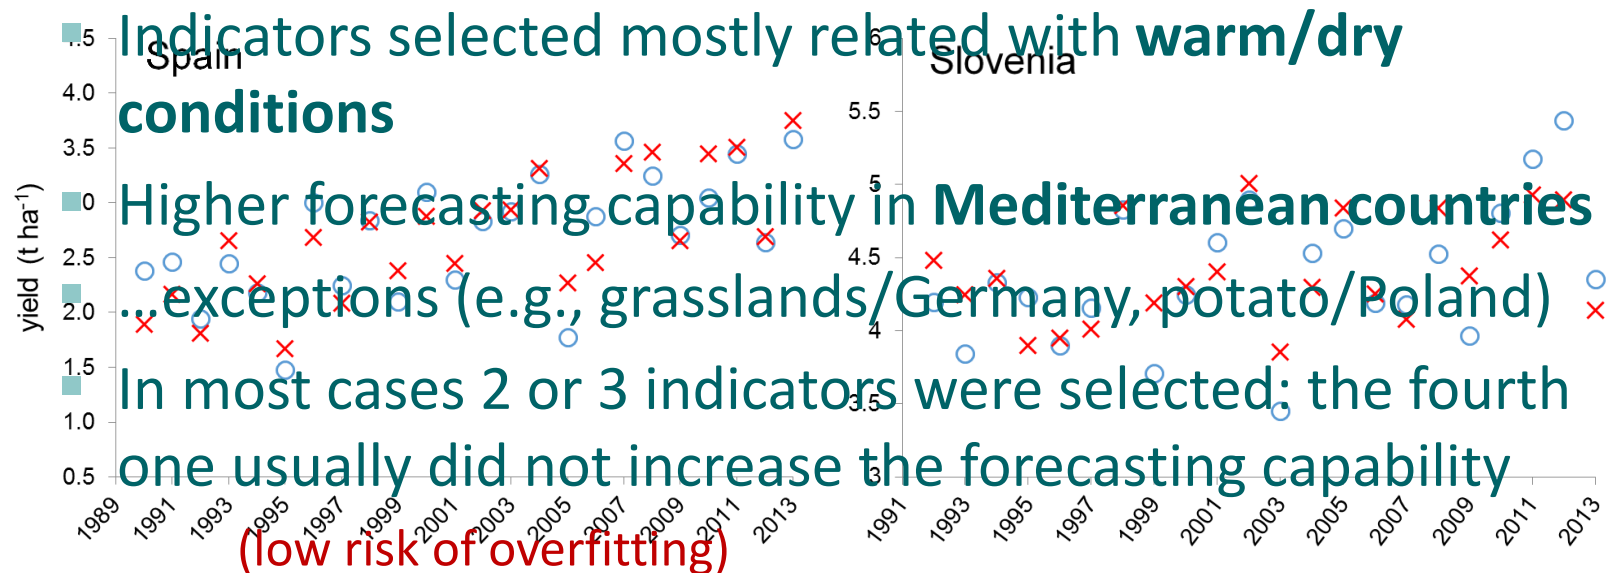 Indicators selected mostly related with warm/dry
conditions
Higher forecasting capability in Mediterranean countries
...exceptions (e.g., grasslands/Germany, potato/Poland)
In most cases 2 or 3 indicators were selected: the fourth
one usually did not increase the forecasting capability
(low risk of overfitting)
Spain
yield (t ha-1)
4.5
4.0
3.5
3.0
2.5
2.0
1.5
1.0
0.5
1989 1991 1993 1995 1997 1999 2001 2003 2005 2007 2009 2011 2013
Slovenia
6
5.5
5
4.5
4
3.5
3
1991 1993 1995 1997 1999 2001 2003 2005 2007 2009 2011 2013